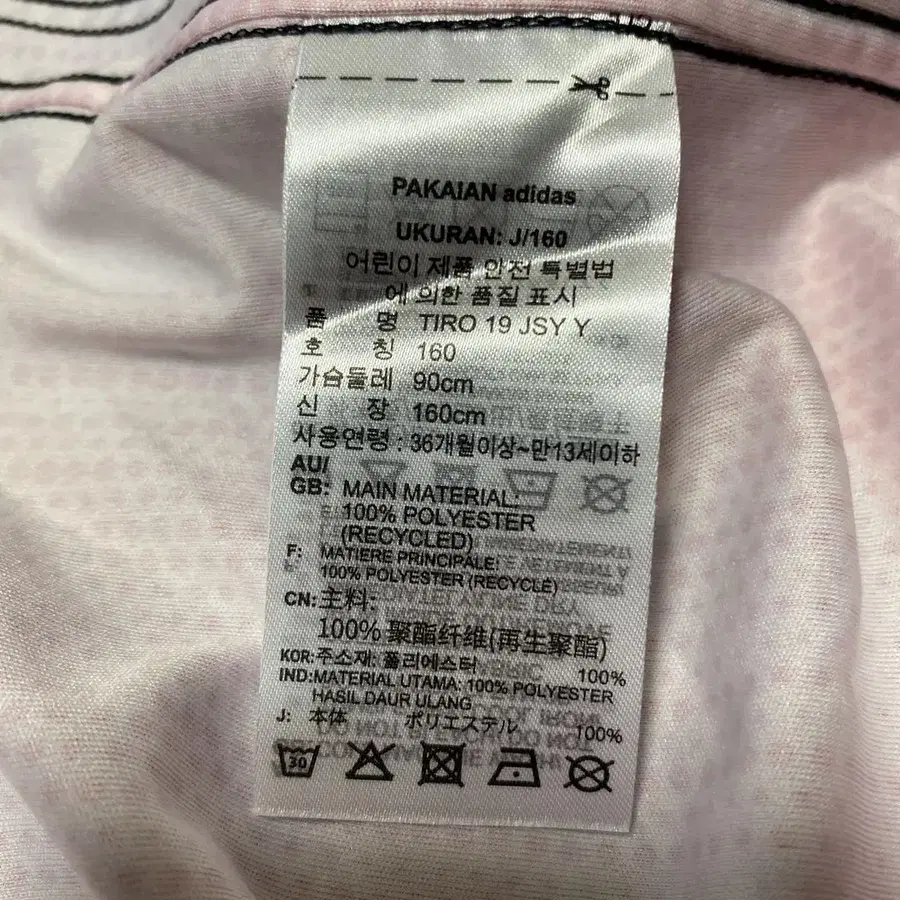 PAKAIAN adidas
UKURAN: J/160
어린이 제품 안전 특별법
에 의한 품질 표시
품 명 TIRO 19 JSY Y
호 칭 160
가슴둘레 90cm
신 장 160cm
사용연령 : 36개월이상~만13세이하
AU/
GB: MAIN MATERIAL:
100% POLYESTER
(RECYCLED)
F: MATIERE PRINCIPALE:
100% POLYESTER (RECYCLÉ)
CN: 主料:
100% 聚酯纤维(再生聚酯)
KOR: 주소재: 폴리에스터 100%
IND: MATERIAL UTAMA: 100% POLYESTER
HASIL DAUR ULANG
J: 本体 ポリエステル 100%
30